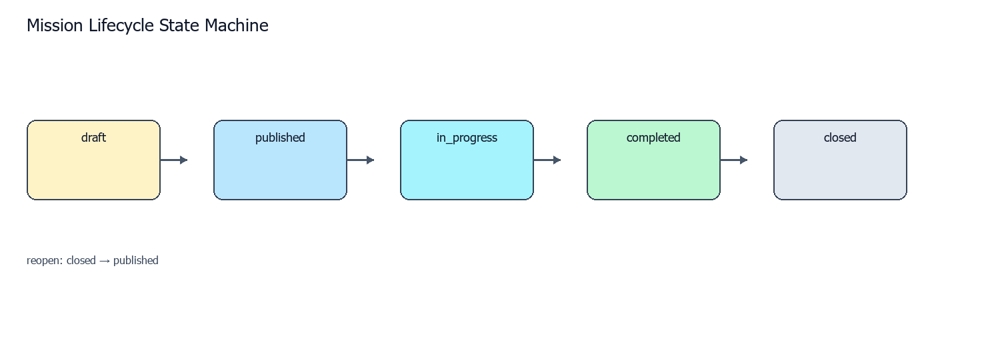 Mission Lifecycle State Machine
draft
published
in_progress
completed
closed
reopen: closed → published